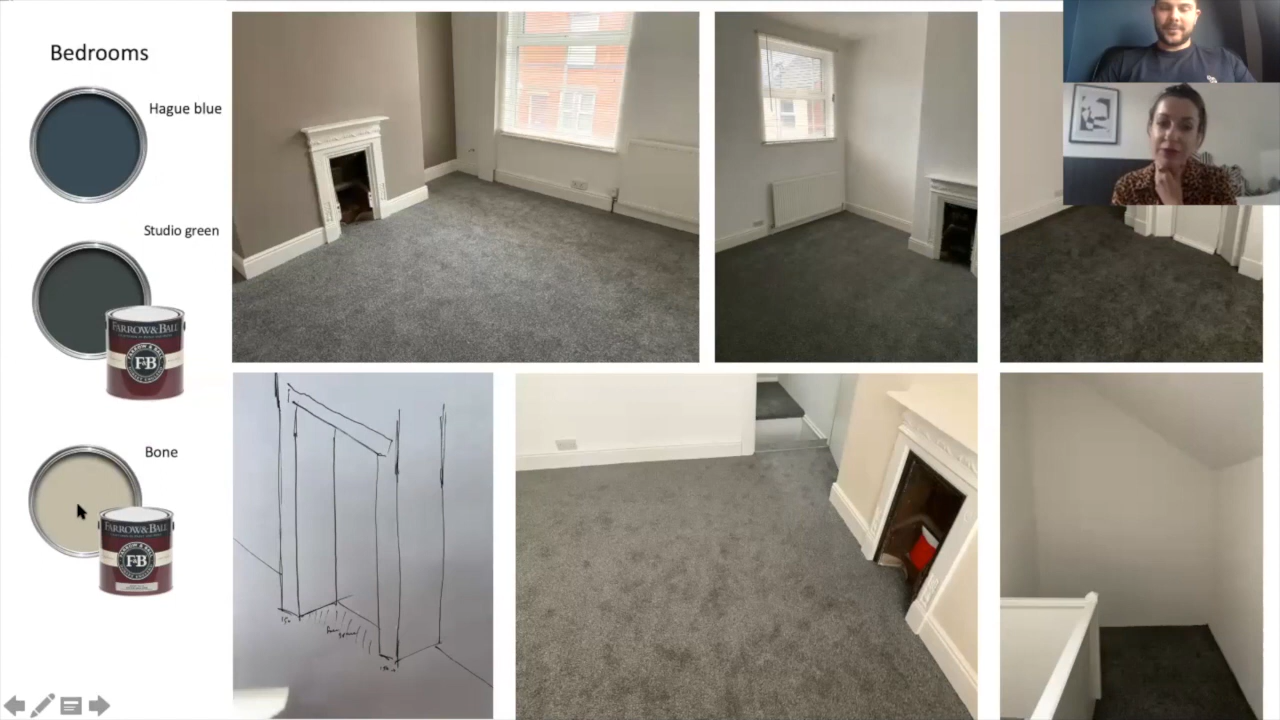 Bedrooms
Hague blue
Studio green
FARROW&BALL
F&B
Bone
FARROW&BALL
F&B